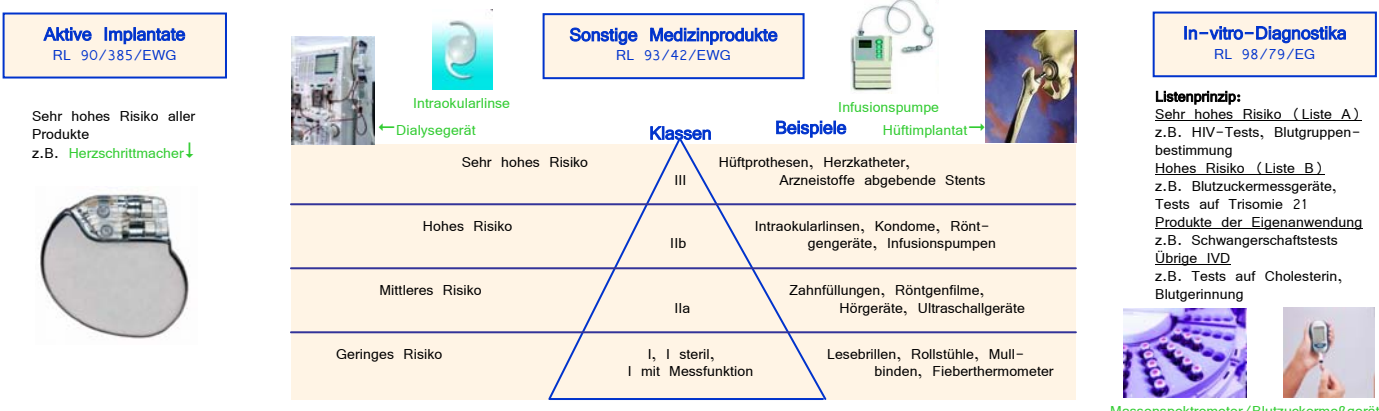 Aktive Implantate
RL 90/385/EWG
Sehr hohes Risiko aller
Produkte
z.B. Herzschrittmacher↓
Sonstige Medizinprodukte
RL 93/42/EWG
Intraokularlinse
←Dialysegerät
Infusionspumpe
Hüftimplantat→
Klassen
Beispiele
Sehr hohes Risiko
III
Hüftprothesen, Herzkatheter,
Arzneistoffe abgebende Stents
Hohes Risiko
IIb
Intraokularlinsen, Kondome, Rönt-
gengeräte, Infusionspumpen
Mittleres Risiko
IIa
Zahnfüllungen, Röntgenfilme,
Hörgeräte, Ultraschallgeräte
Geringes Risiko
I, I steril,
I mit Messfunktion
Lesebrillen, Rollstühle, Mull-
binden, Fieberthermometer
In-vitro-Diagnostika
RL 98/79/EG
Listenprinzip:
Sehr hohes Risiko (Liste A)
z.B. HIV-Tests, Blutgruppen-
bestimmung
Hohes Risiko (Liste B)
z.B. Blutzuckermessgeräte,
Tests auf Trisomie 21
Produkte der Eigenanwendung
z.B. Schwangerschaftstests
Übrige IVD
z.B. Tests auf Cholesterin,
Blutgerinnung
Massenspektrometer/Blutzuckermeßgerät